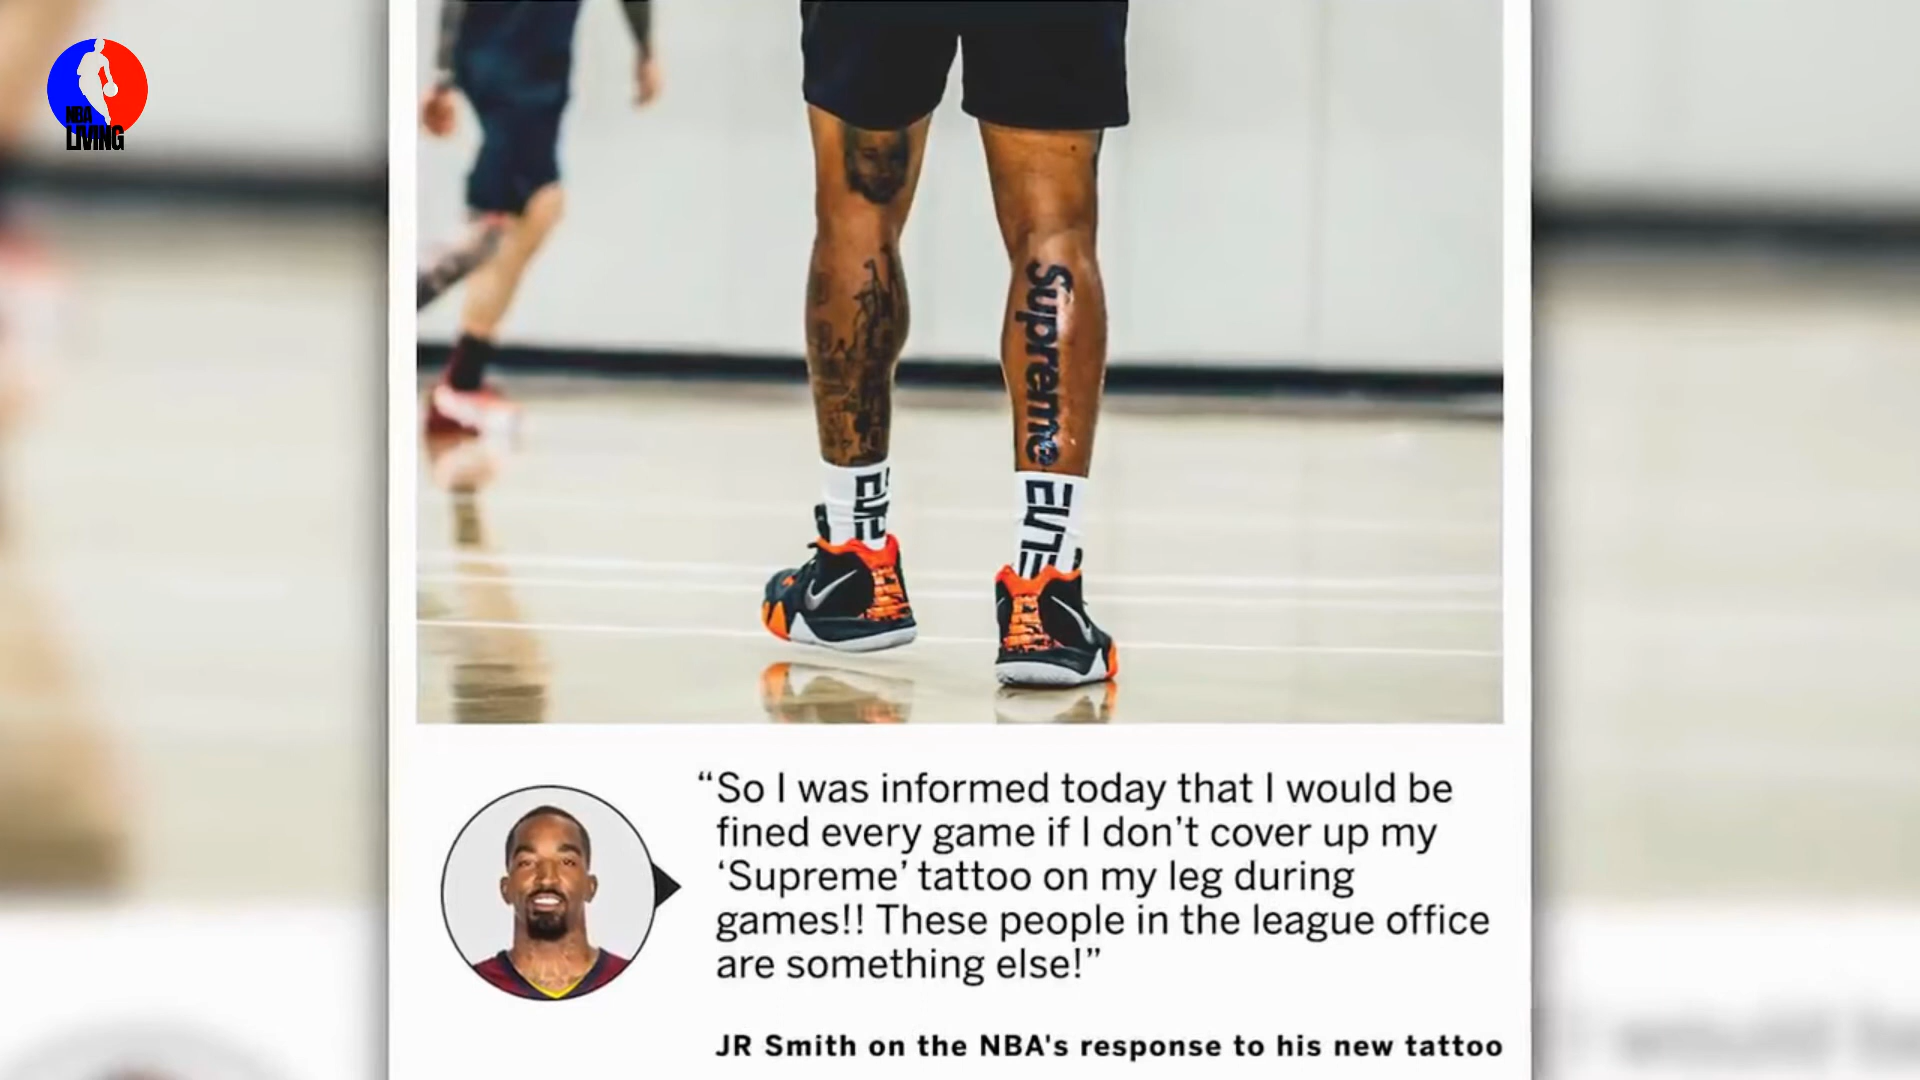 NBA
LIVING
Supreme
ELITE
“So I was informed today that I would be
fined every game if I don’t cover up my
‘Supreme’ tattoo on my leg during
games!! These people in the league office
are something else!”
JR Smith on the NBA's response to his new tattoo